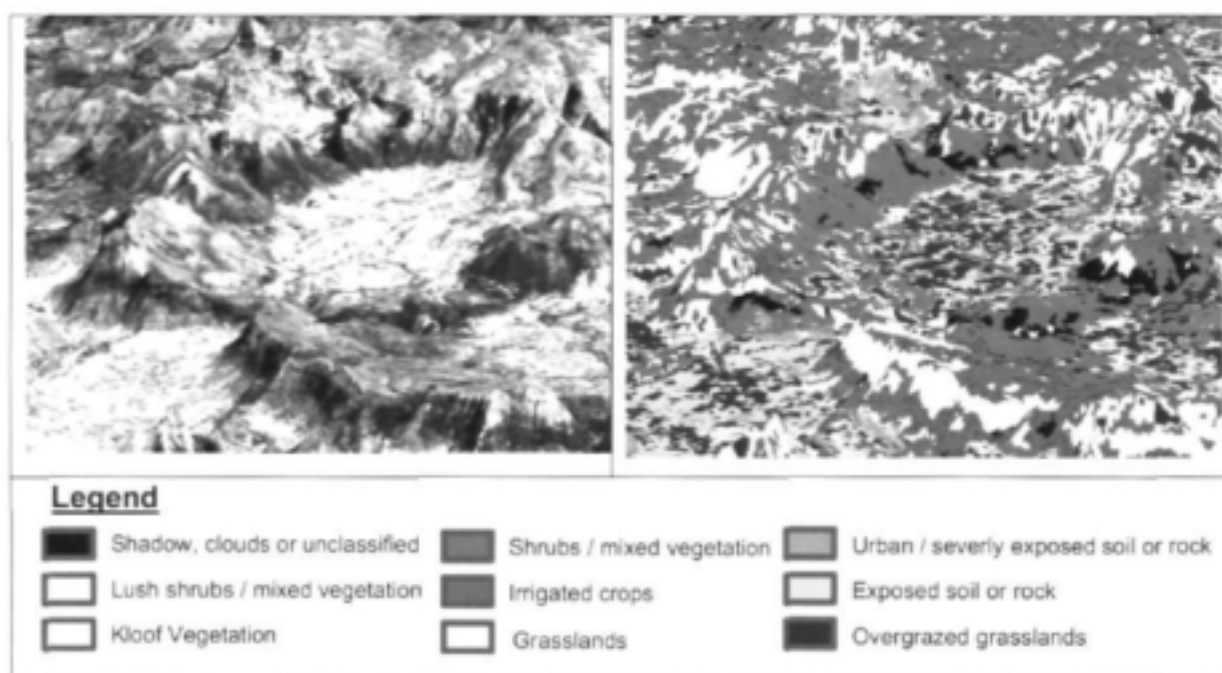 Legend
Shadow, clouds or unclassified
Shrubs / mixed vegetation
Urban / severly exposed soil or rock
Lush shrubs / mixed vegetation
Irrigated crops
Exposed soil or rock
Kloof Vegetation
Grasslands
Overgrazed grasslands